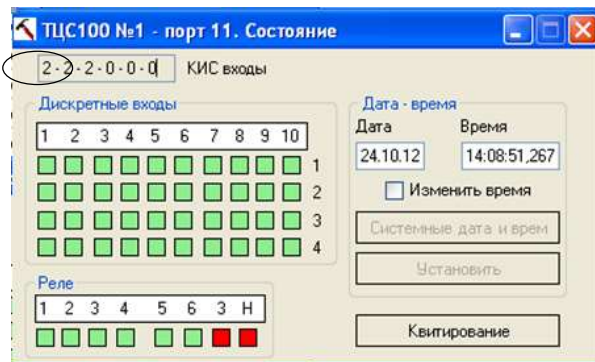 ТЦС100 №1 - порт 11. Состояние
2-2-2-0-0-0 КИС входы
Дискретные входы
1 2 3 4 5 6 7 8 9 10
1
2
3
4
Реле
1 2 3 4 5 6 З Н
Дата - время
Дата Время
24.10.12 14:08:51,267
Изменить время
Системные дата и врем
Установить
Квитирование